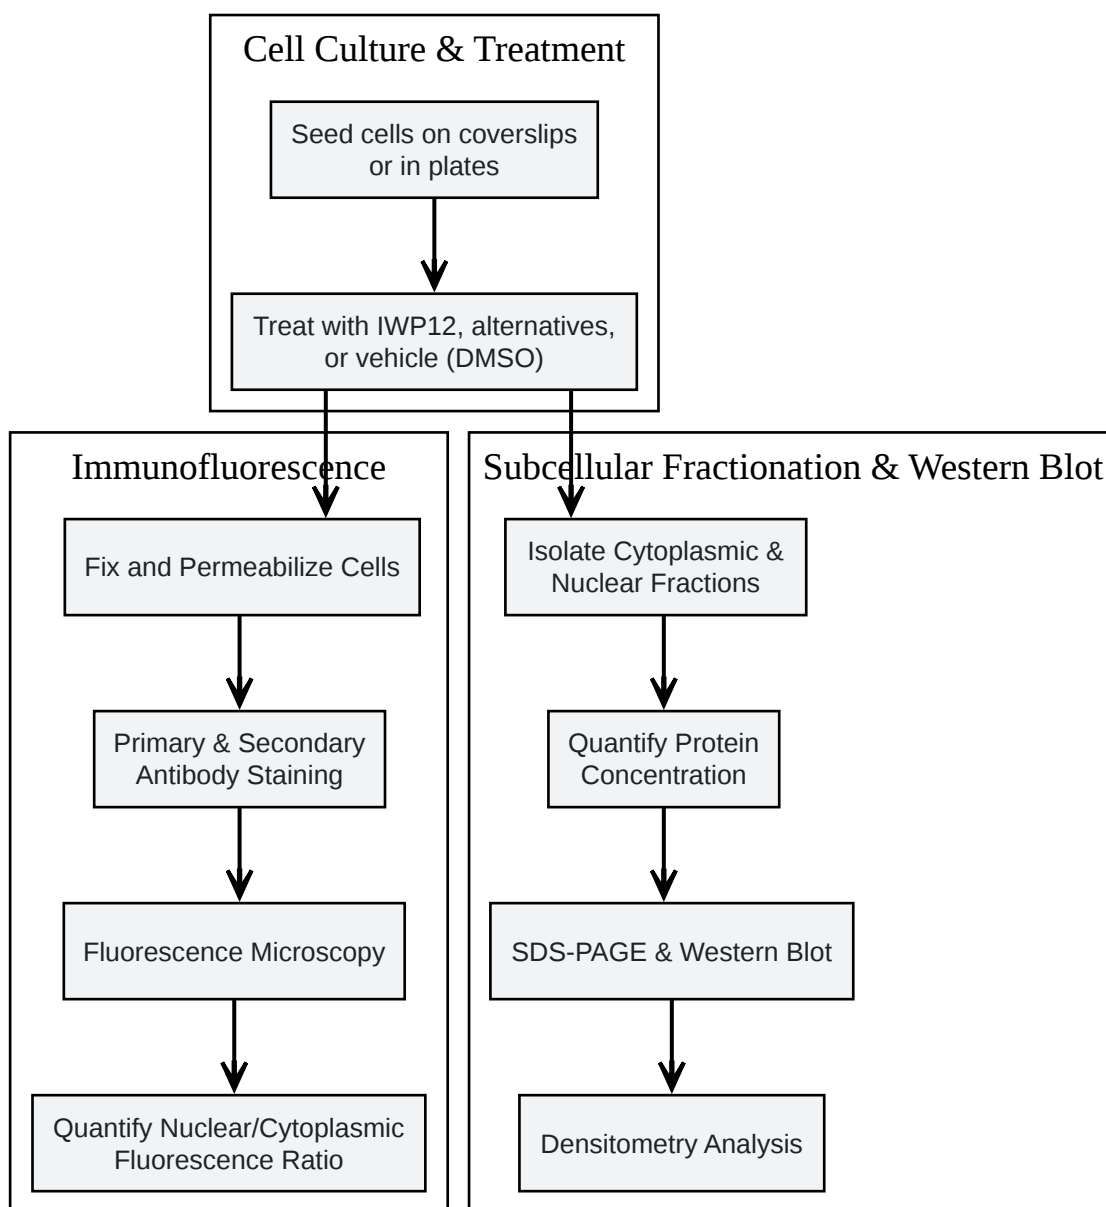 Cell Culture & Treatment
Seed cells on coverslips
or in plates
Treat with IWP12, alternatives,
or vehicle (DMSO)
Immunofluorescence
Fix and Permeabilize Cells
Primary & Secondary
Antibody Staining
Fluorescence Microscopy
Quantify Nuclear/Cytoplasmic
Fluorescence Ratio
Subcellular Fractionation & Western Blot
Isolate Cytoplasmic &
Nuclear Fractions
Quantify Protein
Concentration
SDS-PAGE & Western Blot
Densitometry Analysis